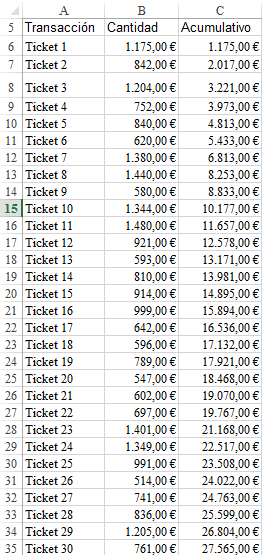 A B C
5 Transacción Cantidad Acumulativo
6 Ticket 1 1.175,00 € 1.175,00 €
7 Ticket 2 842,00 € 2.017,00 €
8 Ticket 3 1.204,00 € 3.221,00 €
9 Ticket 4 752,00 € 3.973,00 €
10 Ticket 5 840,00 € 4.813,00 €
11 Ticket 6 620,00 € 5.433,00 €
12 Ticket 7 1.380,00 € 6.813,00 €
13 Ticket 8 1.440,00 € 8.253,00 €
14 Ticket 9 580,00 € 8.833,00 €
15 Ticket 10 1.344,00 € 10.177,00 €
16 Ticket 11 1.480,00 € 11.657,00 €
17 Ticket 12 921,00 € 12.578,00 €
18 Ticket 13 593,00 € 13.171,00 €
19 Ticket 14 810,00 € 13.981,00 €
20 Ticket 15 914,00 € 14.895,00 €
21 Ticket 16 999,00 € 15.894,00 €
22 Ticket 17 642,00 € 16.536,00 €
23 Ticket 18 596,00 € 17.132,00 €
24 Ticket 19 789,00 € 17.921,00 €
25 Ticket 20 547,00 € 18.468,00 €
26 Ticket 21 602,00 € 19.070,00 €
27 Ticket 22 697,00 € 19.767,00 €
28 Ticket 23 1.401,00 € 21.168,00 €
29 Ticket 24 1.349,00 € 22.517,00 €
30 Ticket 25 991,00 € 23.508,00 €
31 Ticket 26 514,00 € 24.022,00 €
32 Ticket 27 741,00 € 24.763,00 €
33 Ticket 28 836,00 € 25.599,00 €
34 Ticket 29 1.205,00 € 26.804,00 €
35 Ticket 30 761,00 € 27.565,00 €